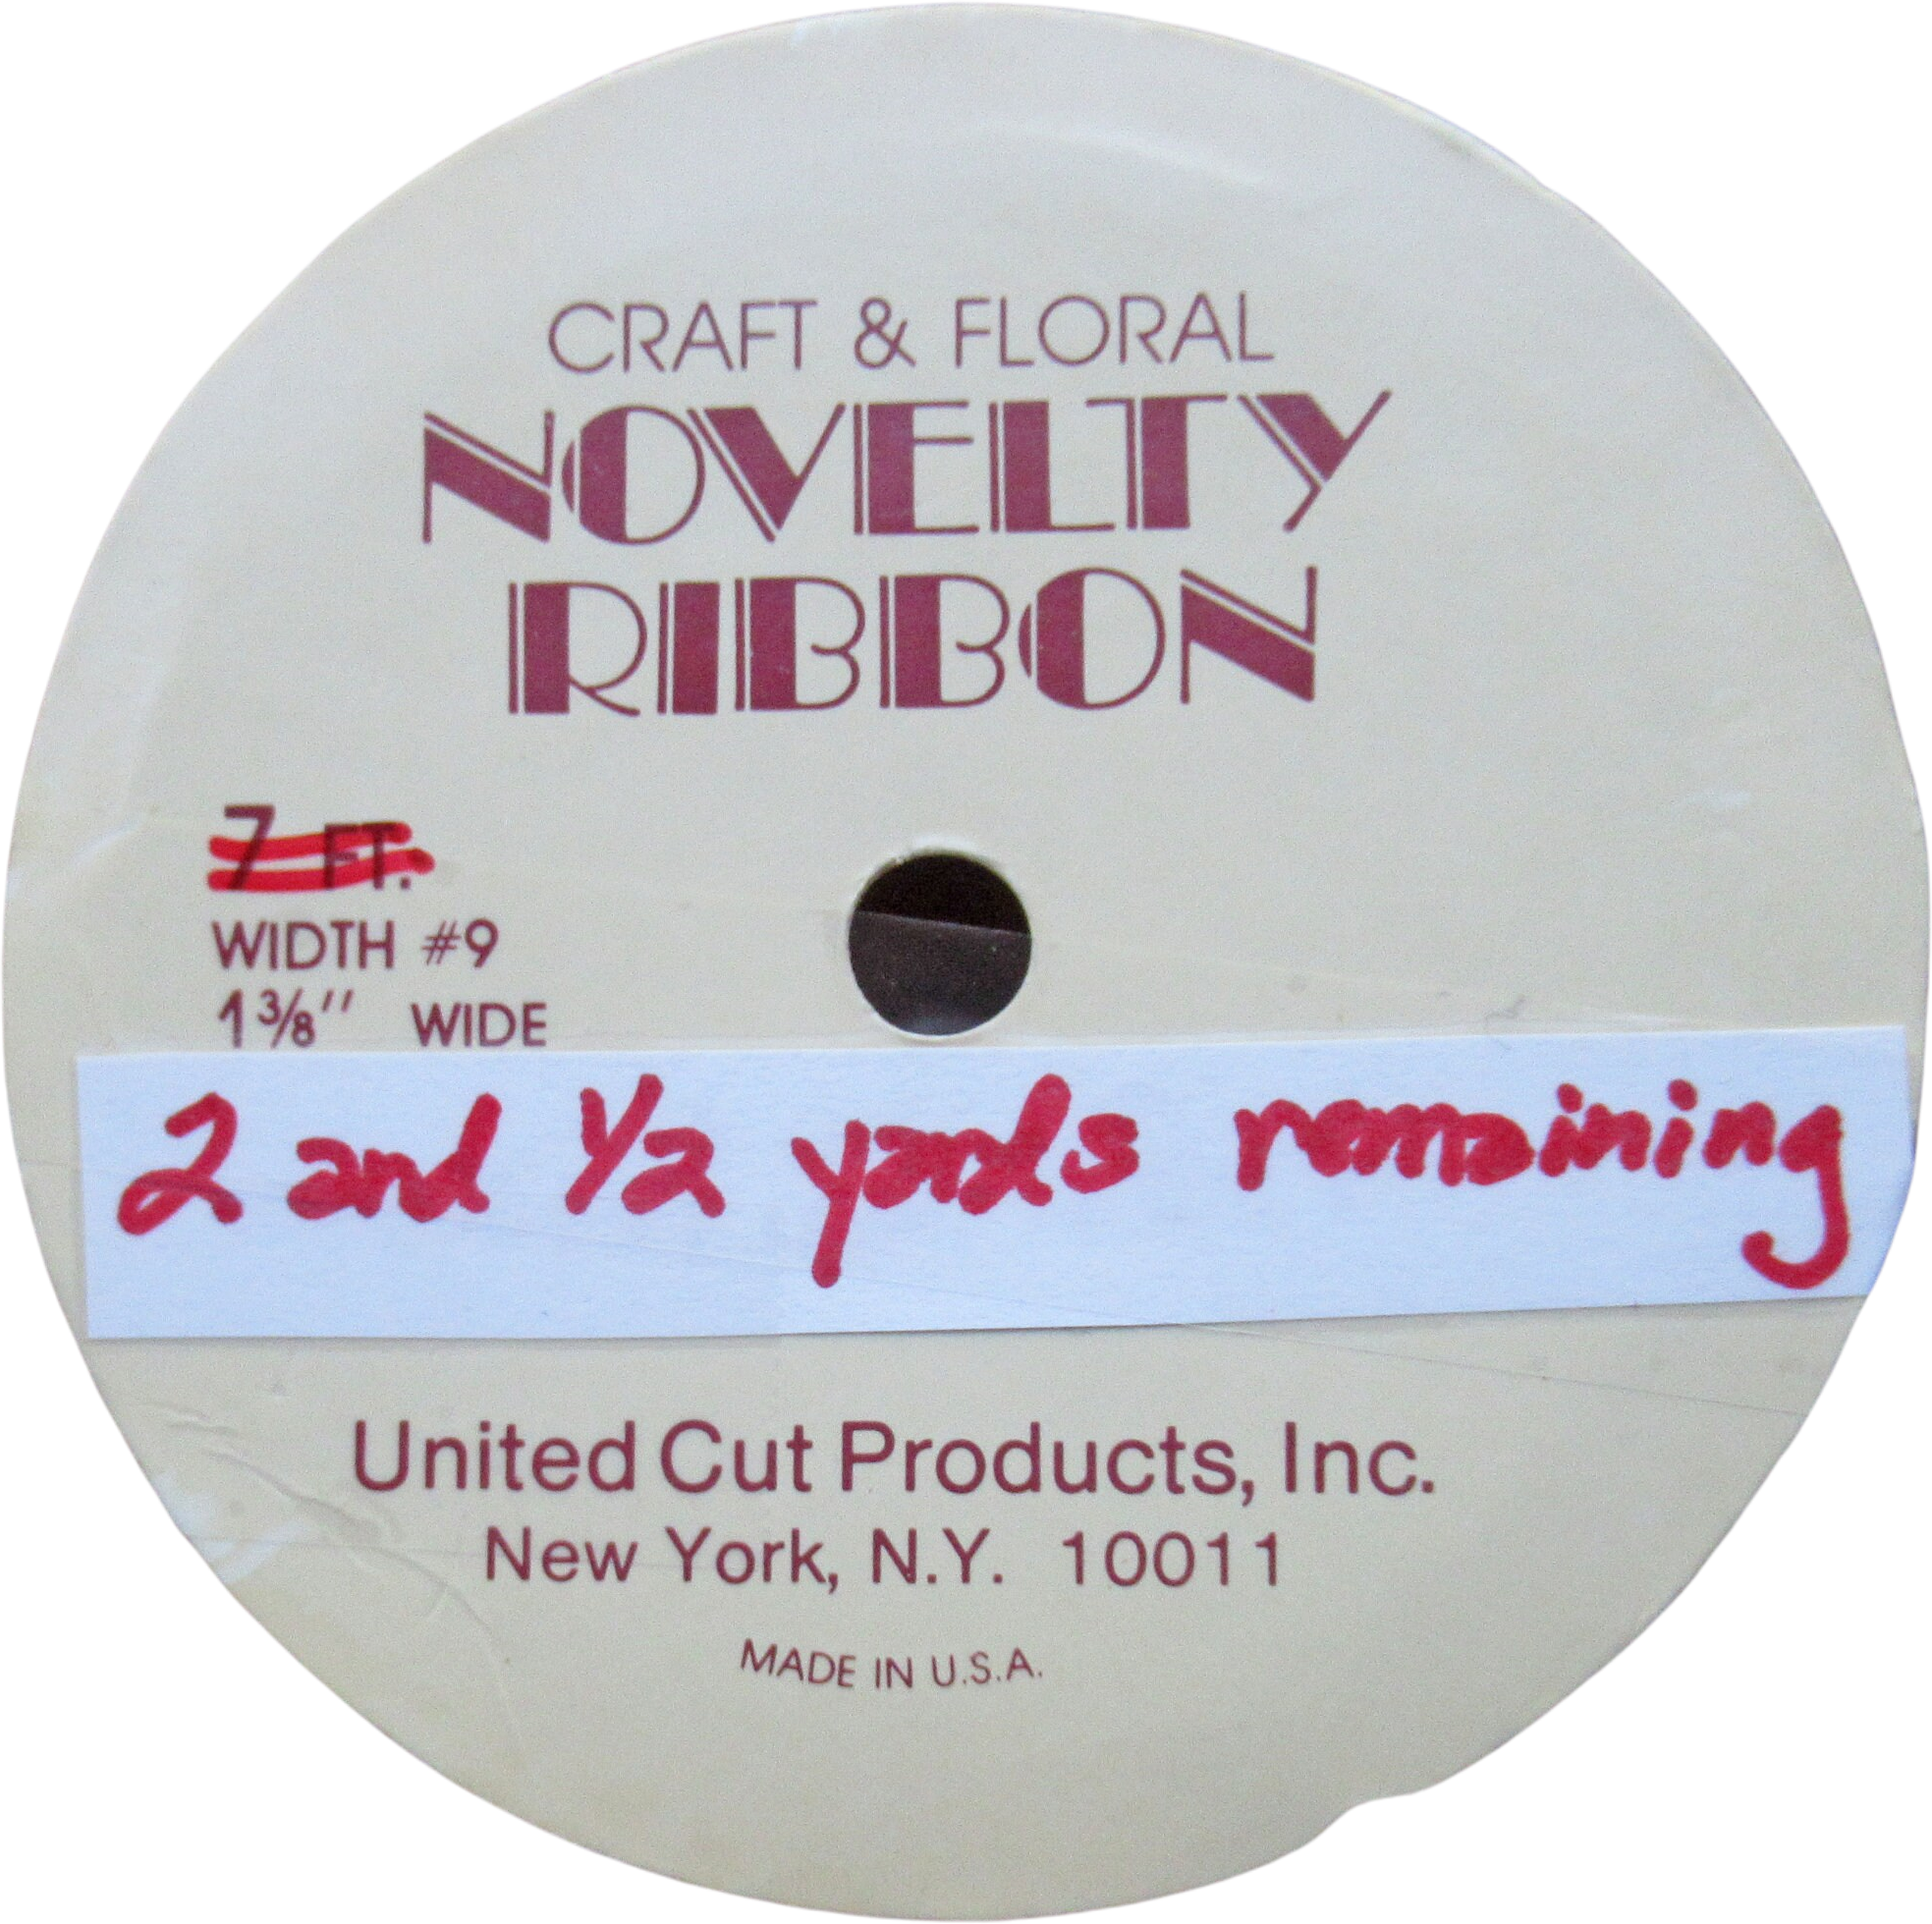 CRAFT & FLORAL
NOVELTY
RIBBON
7 FT.
WIDTH #9
1 3/8" WIDE
2 and 1/2 yards remaining
United Cut Products, Inc.
New York, N.Y. 10011
MADE IN U.S.A.